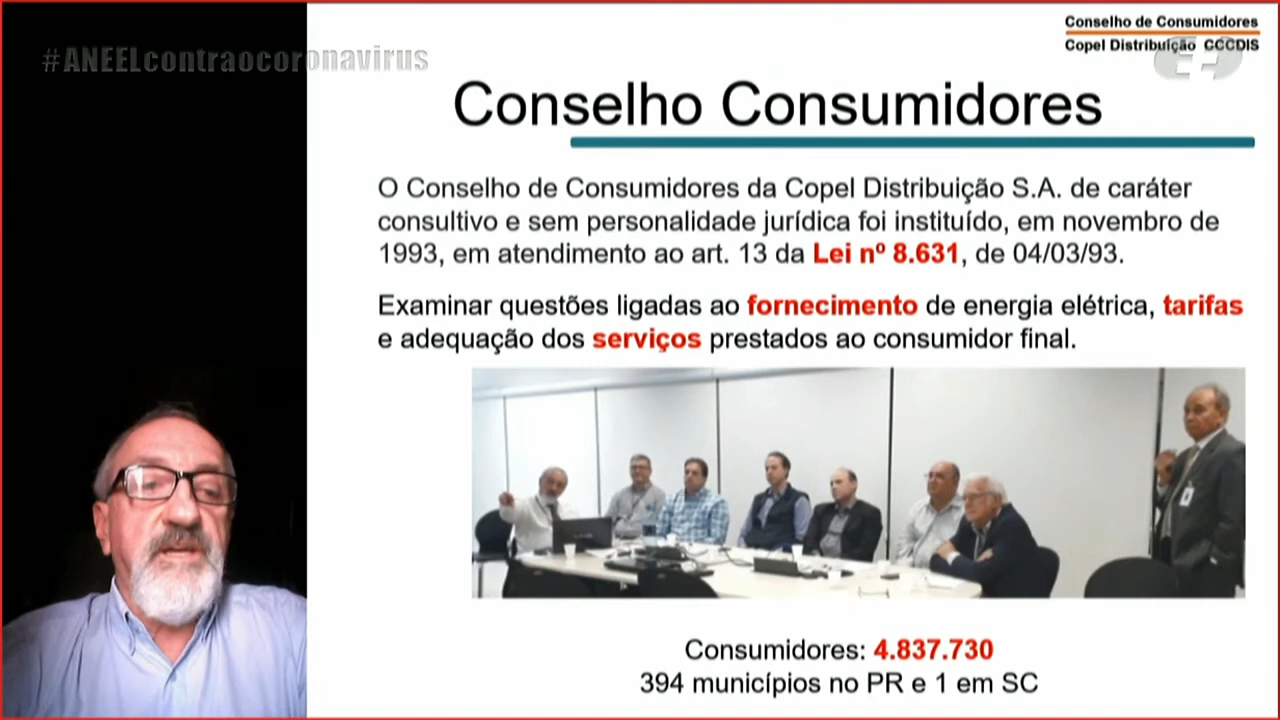 #ANEELcontraocoronavirus
Conselho de Consumidores
Copel Distribuição CCCDIS
Conselho Consumidores
O Conselho de Consumidores da Copel Distribuição S.A. de caráter
consultivo e sem personalidade jurídica foi instituído, em novembro de
1993, em atendimento ao art. 13 da Lei nº 8.631, de 04/03/93.
Examinar questões ligadas ao fornecimento de energia elétrica, tarifas
e adequação dos serviços prestados ao consumidor final.
Consumidores: 4.837.730
394 municípios no PR e 1 em SC